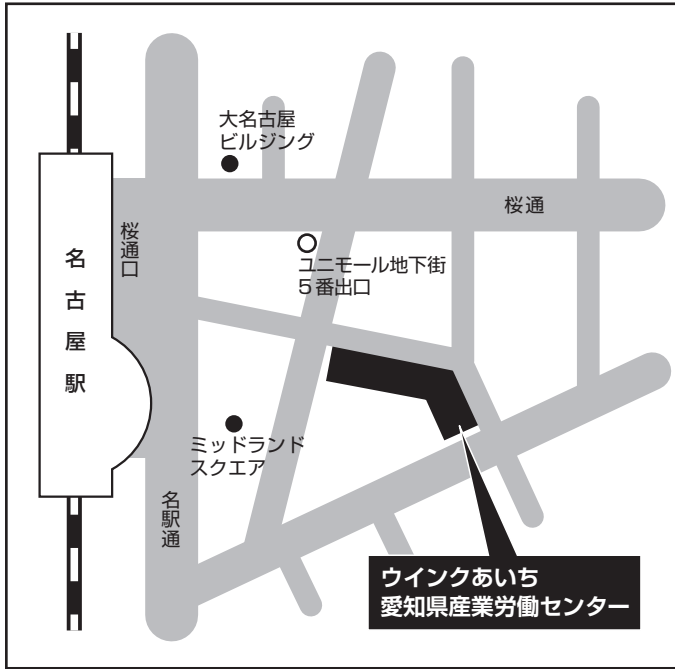 大名古屋
ビルジング
桜通
桜通口
名古屋駅
ユニモール地下街
5番出口
ミッドランド
スクエア
名駅通
ウインクあいち
愛知県産業労働センター